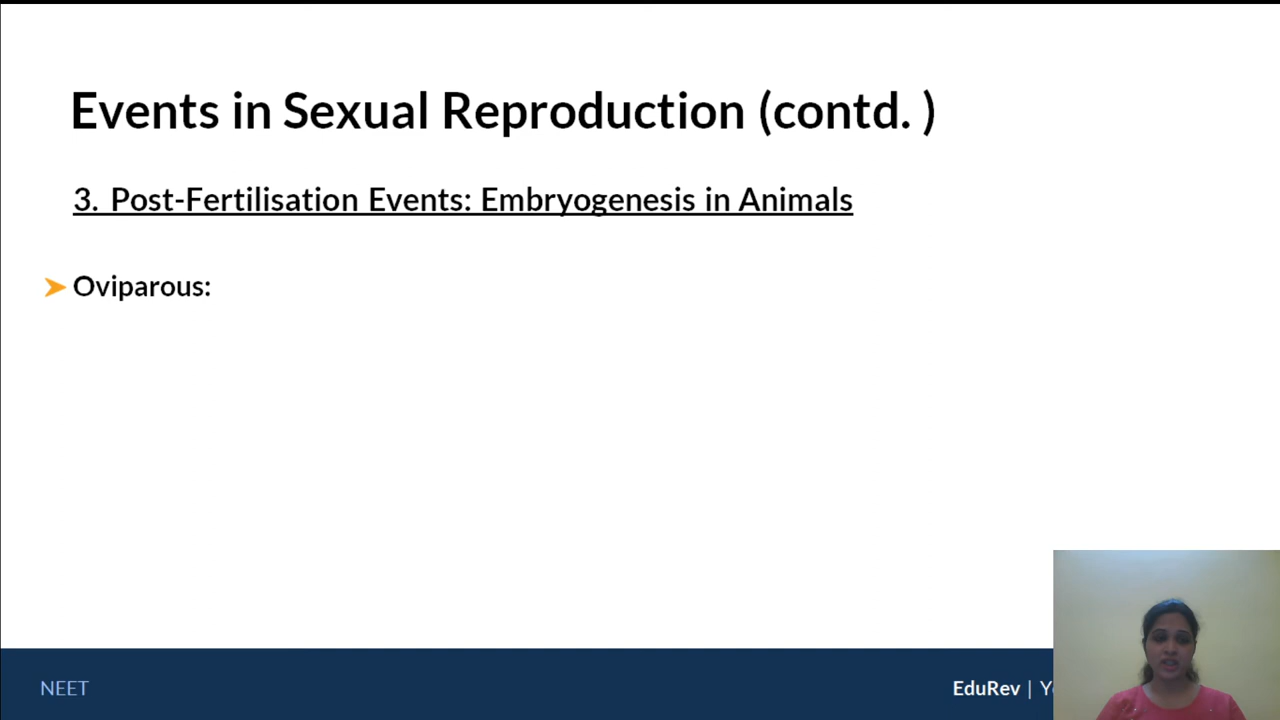 Events in Sexual Reproduction (contd. )
3. Post-Fertilisation Events: Embryogenesis in Animals
➤ Oviparous:
NEET
EduRev |